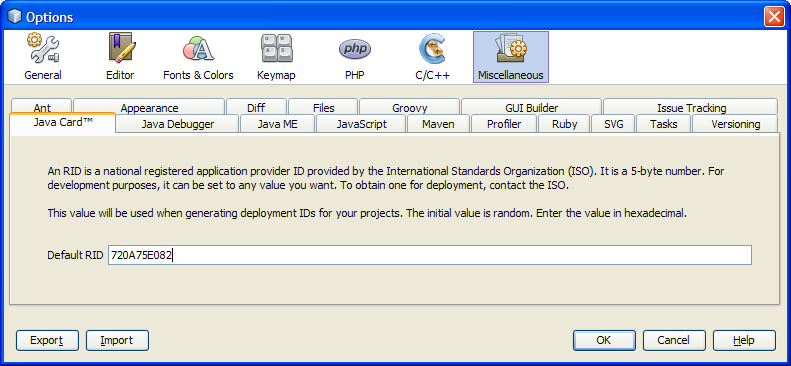 Options
php
General Editor Fonts & Colors Keymap PHP C/C++ Miscellaneous
Ant Appearance Diff Files Groovy GUI Builder Issue Tracking
Java Card™ Java Debugger Java ME JavaScript Maven Profiler Ruby SVG Tasks Versioning
An RID is a national registered application provider ID provided by the International Standards Organization (ISO). It is a 5-byte number. For
development purposes, it can be set to any value you want. To obtain one for deployment, contact the ISO.
This value will be used when generating deployment IDs for your projects. The initial value is random. Enter the value in hexadecimal.
Default RID 720A75E082
Export Import OK Cancel Help